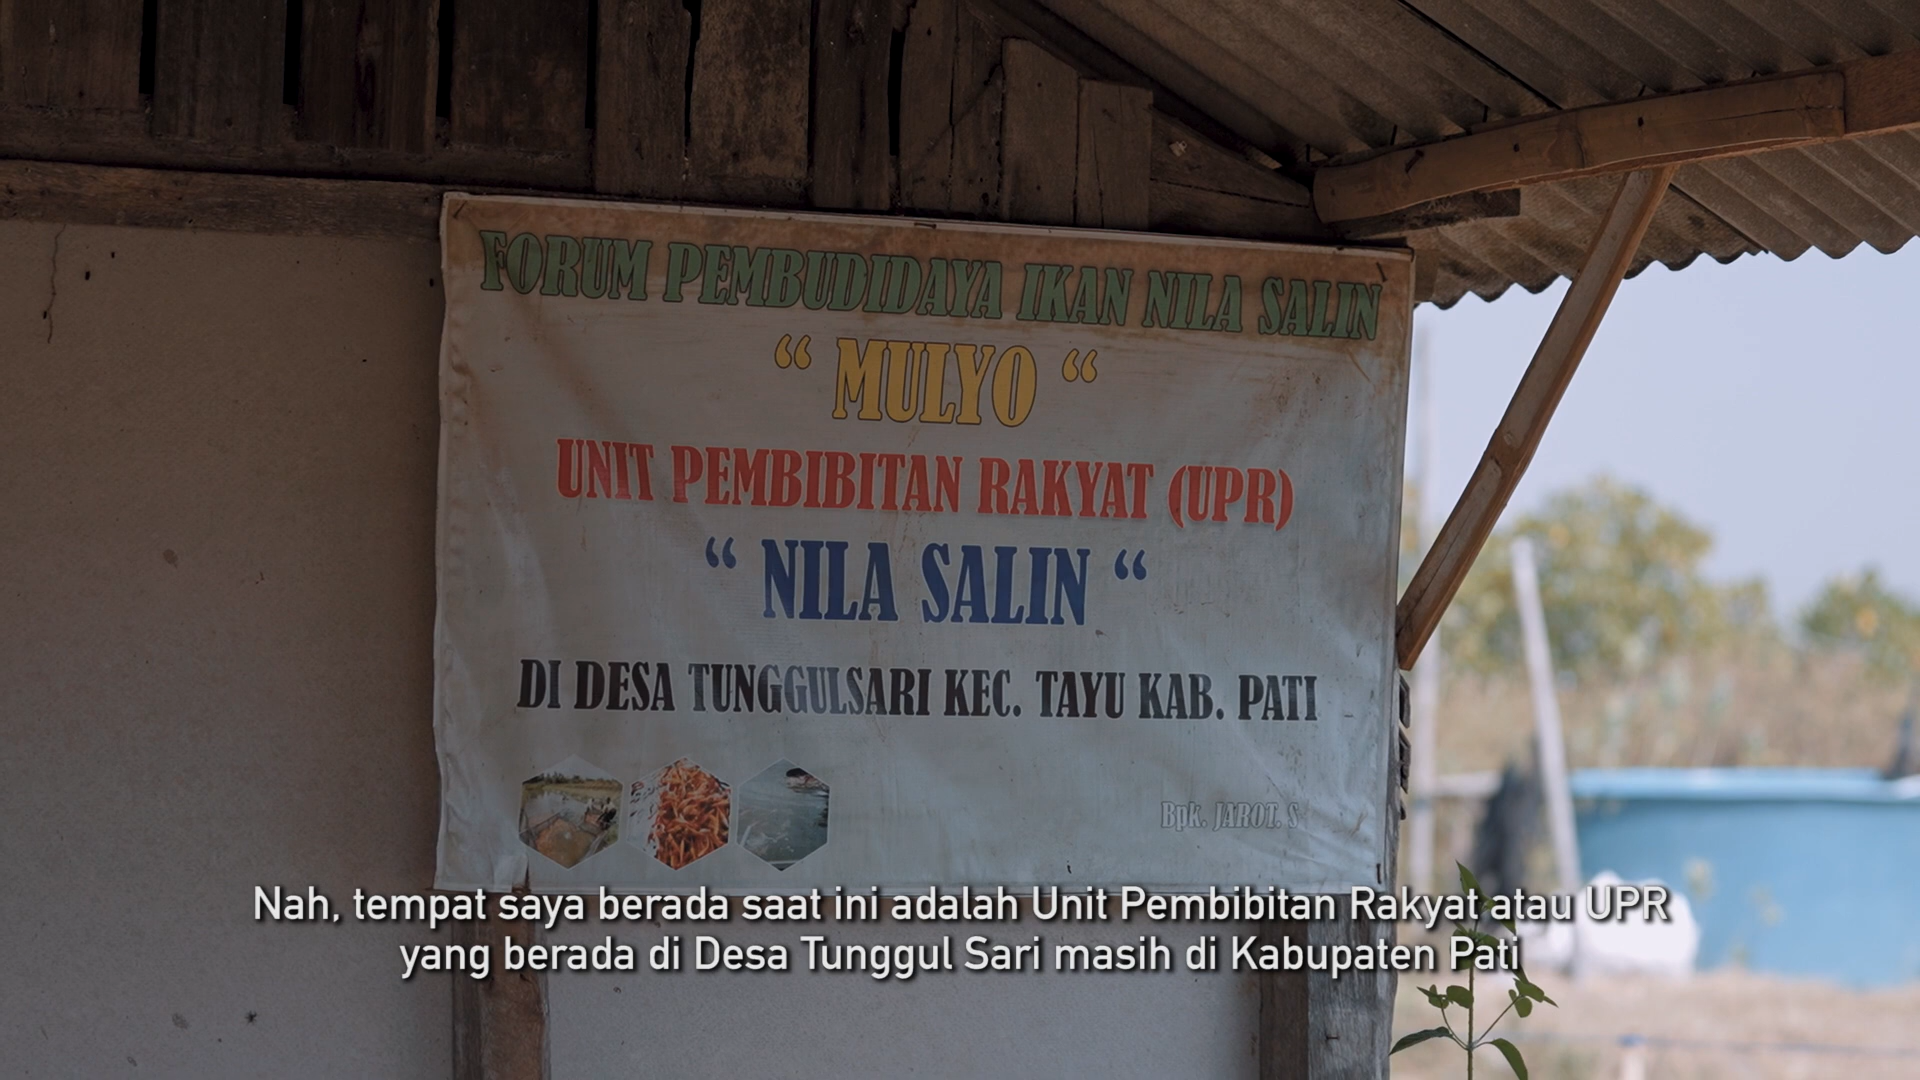 FORUM PEMBUDIDAYA IKAN NILA SALIN
“ MULYO “
UNIT PEMBIBITAN RAKYAT (UPR)
“ NILA SALIN “
DI DESA TUNGGULSARI KEC. TAYU KAB. PATI
Bpk. JAROT. S
Nah, tempat saya berada saat ini adalah Unit Pembibitan Rakyat atau UPR
yang berada di Desa Tunggul Sari masih di Kabupaten Pati